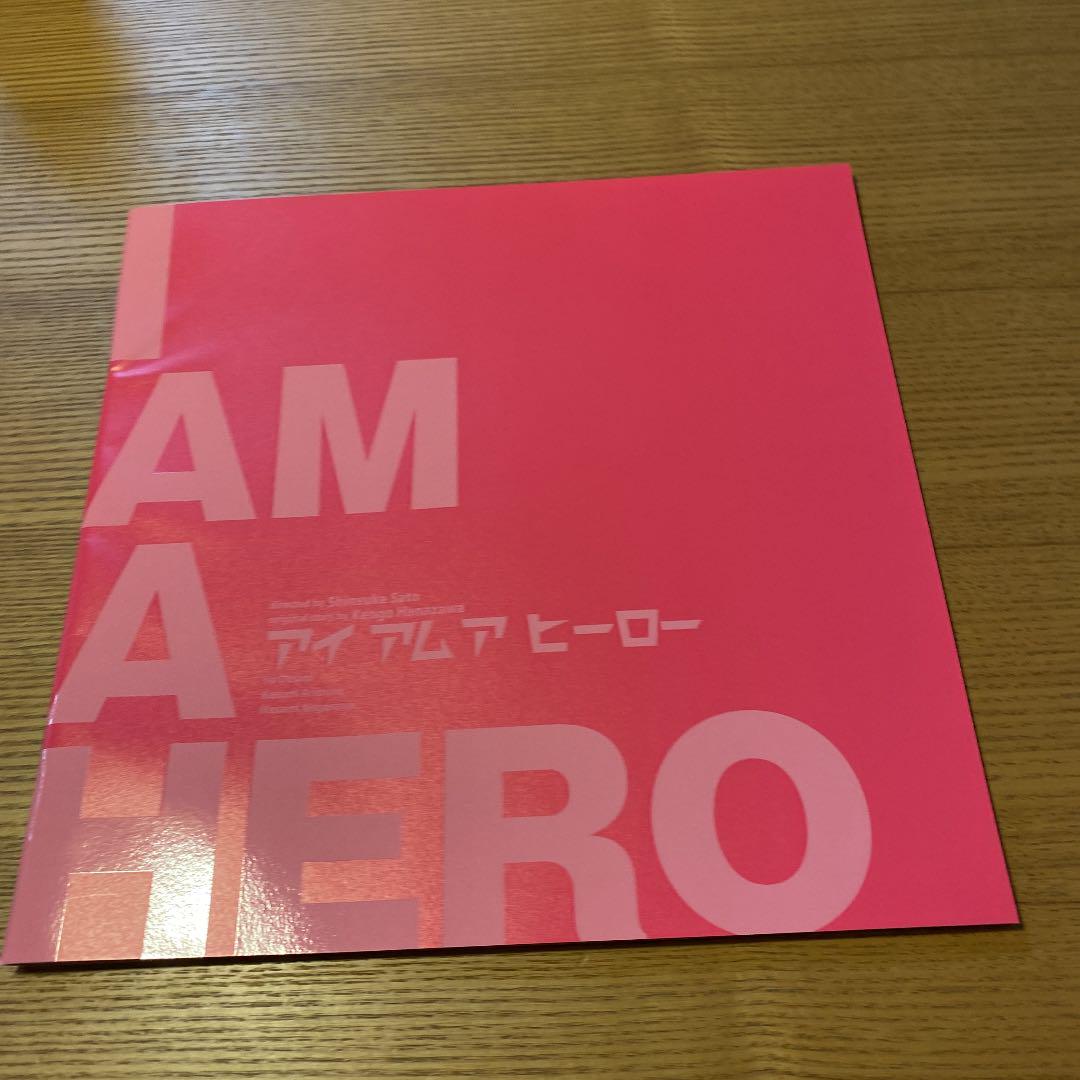 I
AM
A
HERO
directed by Shinsuke Sato
original story by Kengo Hanazawa
アイアムアヒーロー